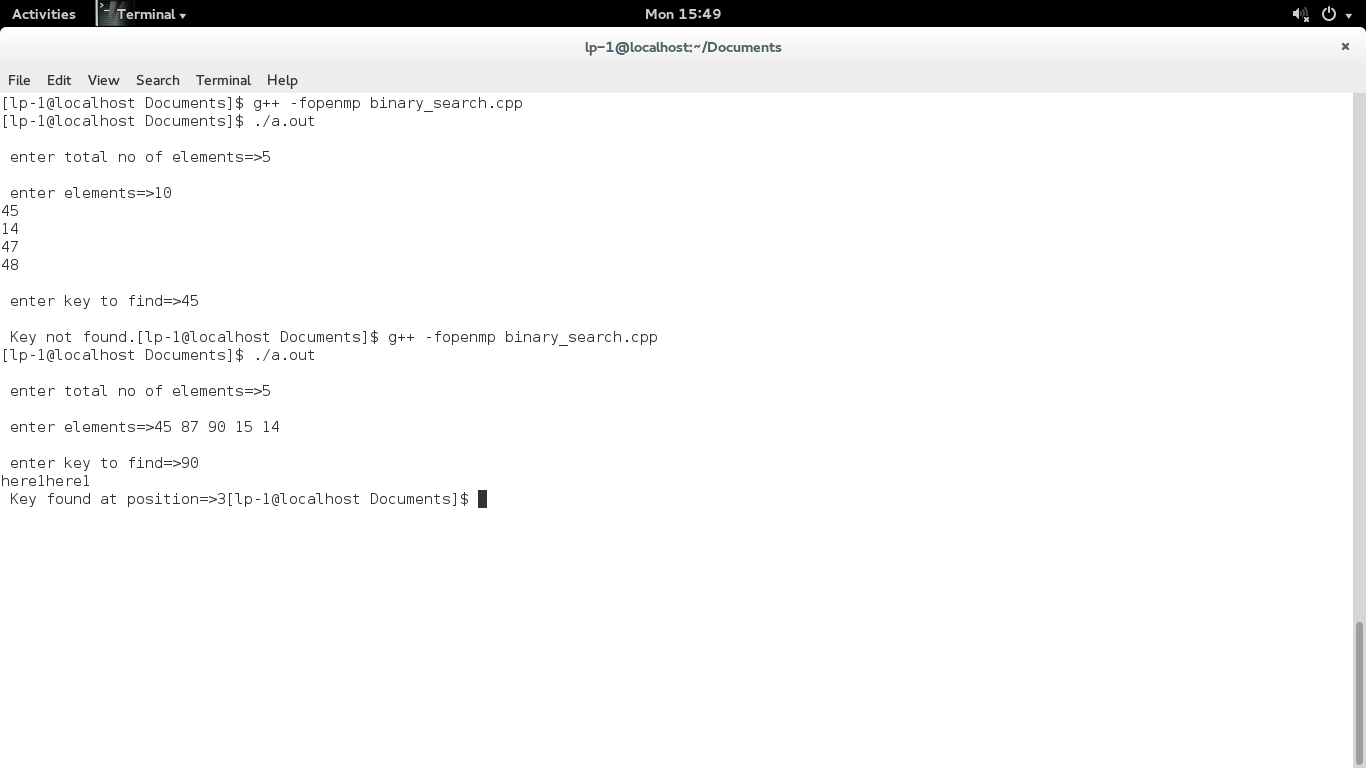 Activities Terminal Mon 15:49
lp-1@localhost:~/Documents
File Edit View Search Terminal Help
[lp-1@localhost Documents]$ g++ -fopenmp binary_search.cpp
[lp-1@localhost Documents]$ ./a.out
enter total no of elements=>5
enter elements=>10
45
14
47
48
enter key to find=>45
Key not found.[lp-1@localhost Documents]$ g++ -fopenmp binary_search.cpp
[lp-1@localhost Documents]$ ./a.out
enter total no of elements=>5
enter elements=>45 87 90 15 14
enter key to find=>90
here1here1
Key found at position=>3[lp-1@localhost Documents]$